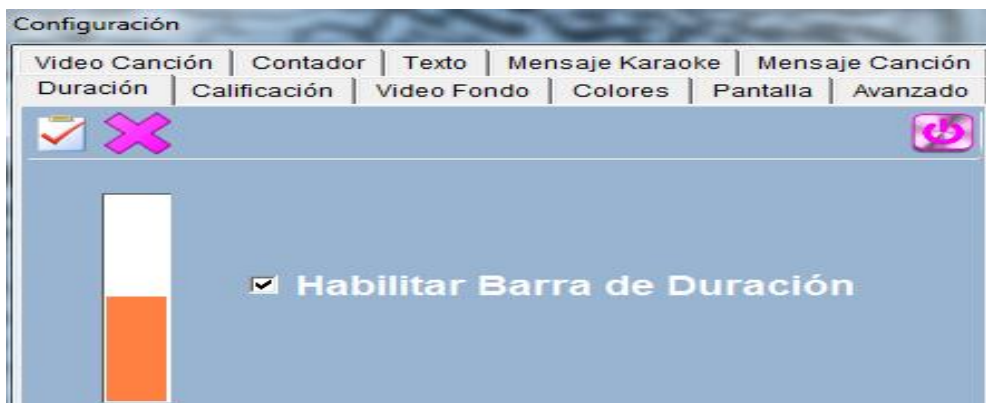 Configuración
Video Canción Contador Texto Mensaje Karaoke Mensaje Canción
Duración Calificación Video Fondo Colores Pantalla Avanzado
Habilitar Barra de Duración